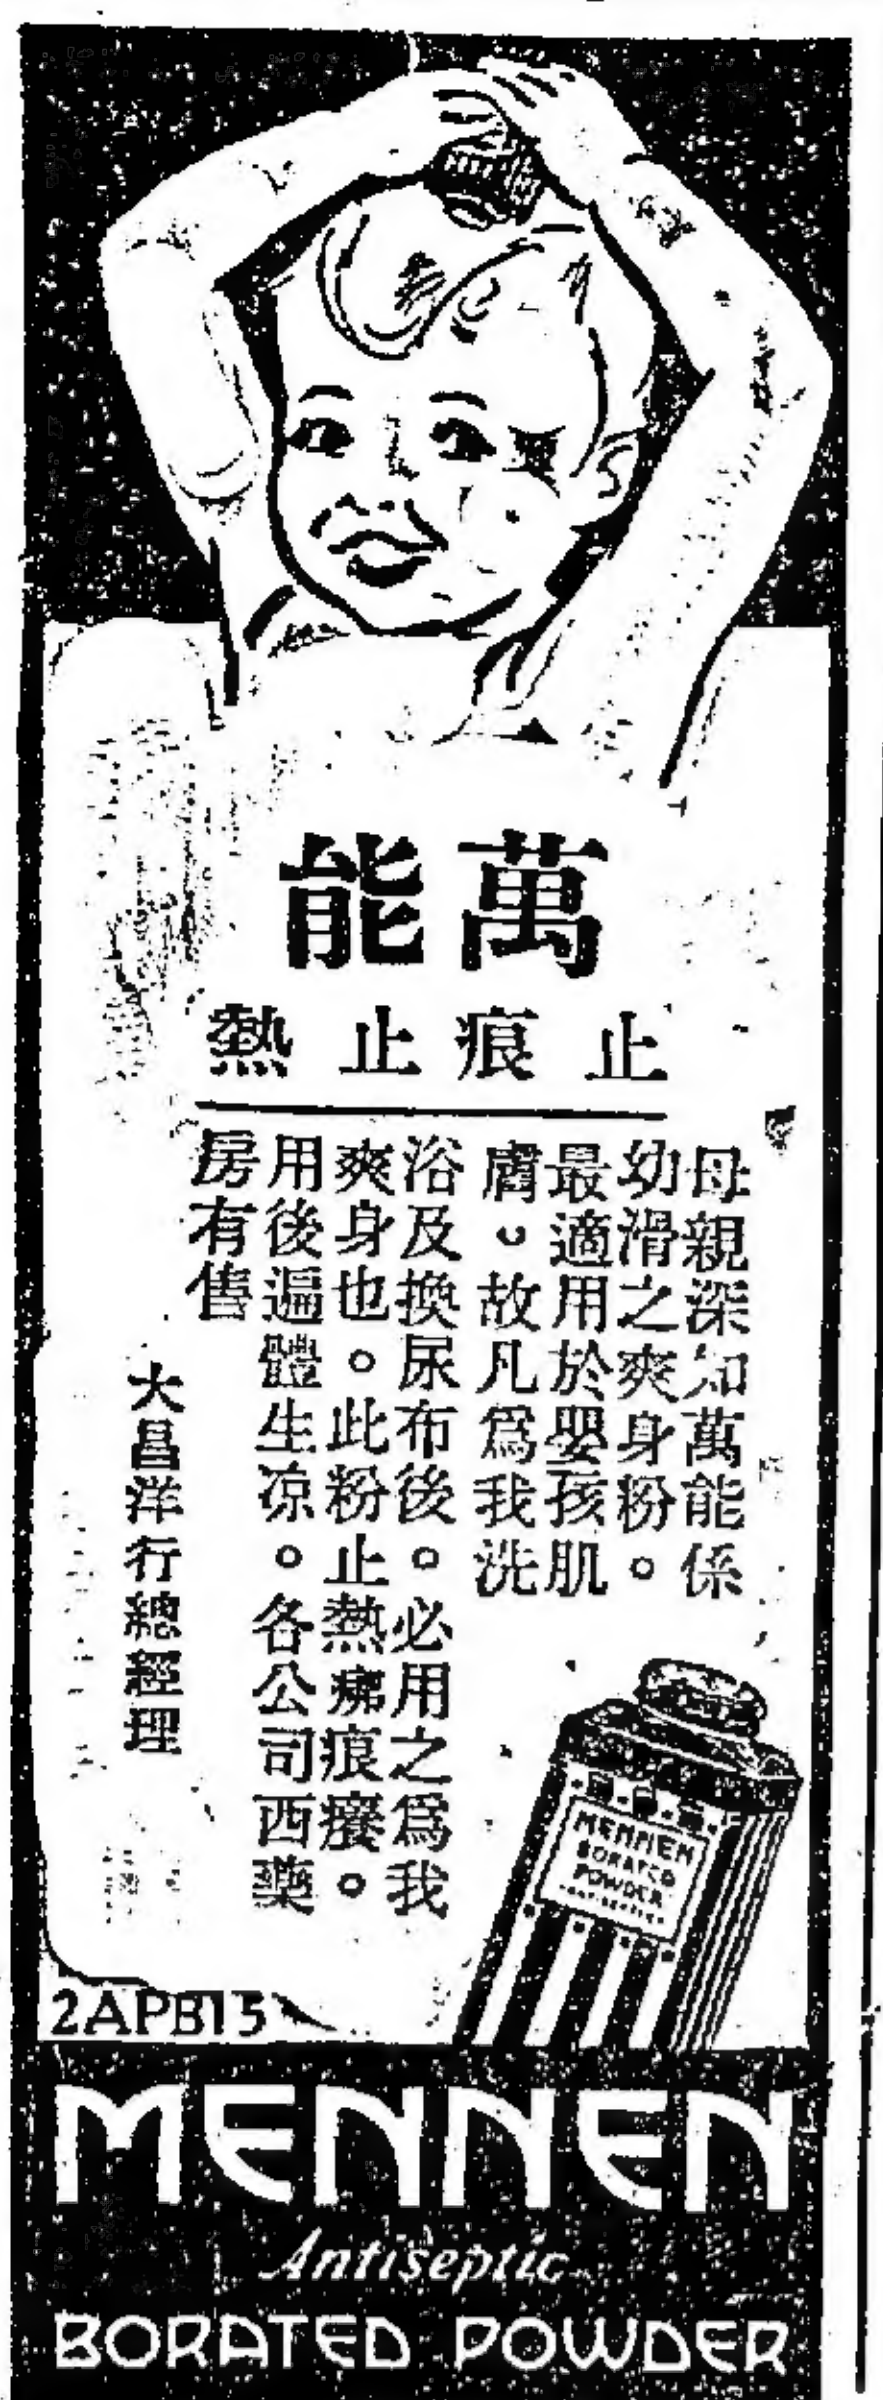 萬能
止痕止熱
母親深知萬能係
幼滑之爽身粉。
最適用於嬰孩肌
膚。故凡爲我洗
浴及換尿布後。必用之爲我
爽身也。此粉止熱痱痕癢。
用後遍體生凉。各公司西藥
房有售
大昌洋行總經理
MENNEN
BORATED
POWDER
2APB15
MENNEN
Antiseptic
BORATED POWDER